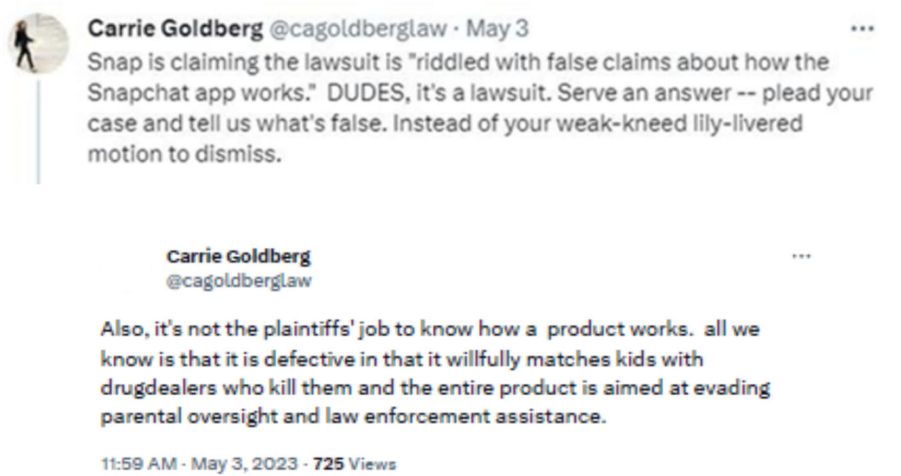 Carrie Goldberg @cagoldberglaw · May 3
Snap is claiming the lawsuit is "riddled with false claims about how the
Snapchat app works."  DUDES, it's a lawsuit. Serve an answer -- plead your
case and tell us what's false. Instead of your weak-kneed lily-livered
motion to dismiss.
Carrie Goldberg
@cagoldberglaw
Also, it's not the plaintiffs' job to know how a  product works.  all we
know is that it is defective in that it willfully matches kids with
drugdealers who kill them and the entire product is aimed at evading
parental oversight and law enforcement assistance.
11:59 AM · May 3, 2023 · 725 Views